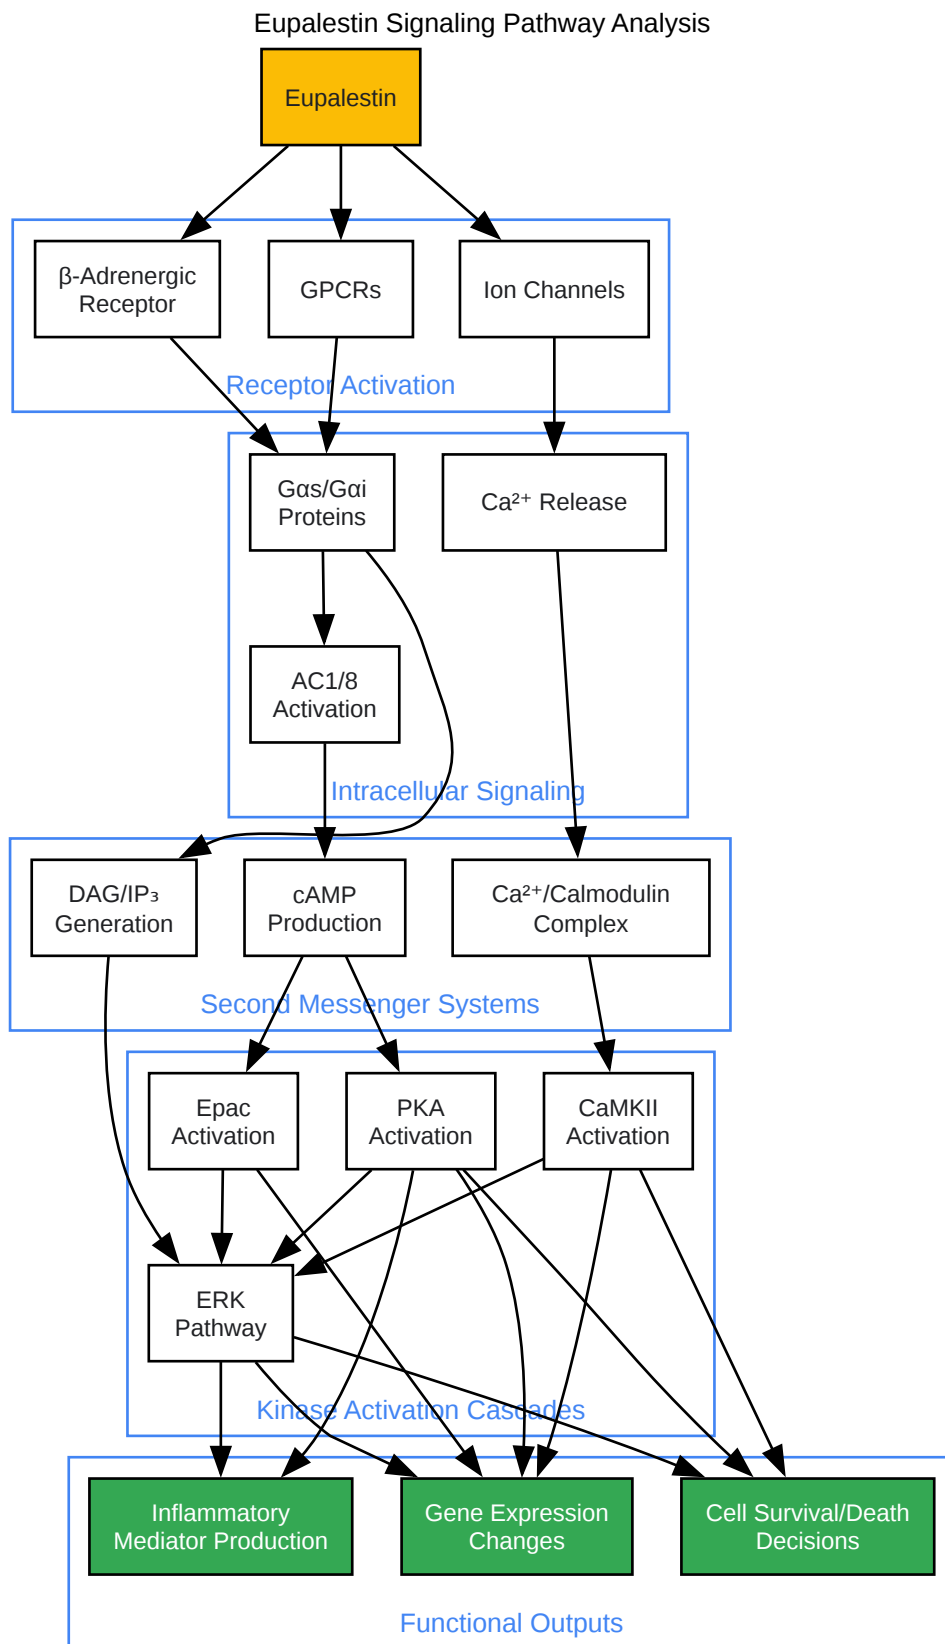 Eupalestin Signaling Pathway Analysis
Eupalestin
β-Adrenergic
Receptor
GPCRs
Ion Channels
Receptor Activation
Gαs/Gαi
Proteins
Ca²⁺ Release
AC1/8
Activation
Intracellular Signaling
DAG/IP₃
Generation
cAMP
Production
Ca²⁺/Calmodulin
Complex
Second Messenger Systems
Epac
Activation
PKA
Activation
CaMKII
Activation
ERK
Pathway
Kinase Activation Cascades
Inflammatory
Mediator Production
Gene Expression
Changes
Cell Survival/Death
Decisions
Functional Outputs